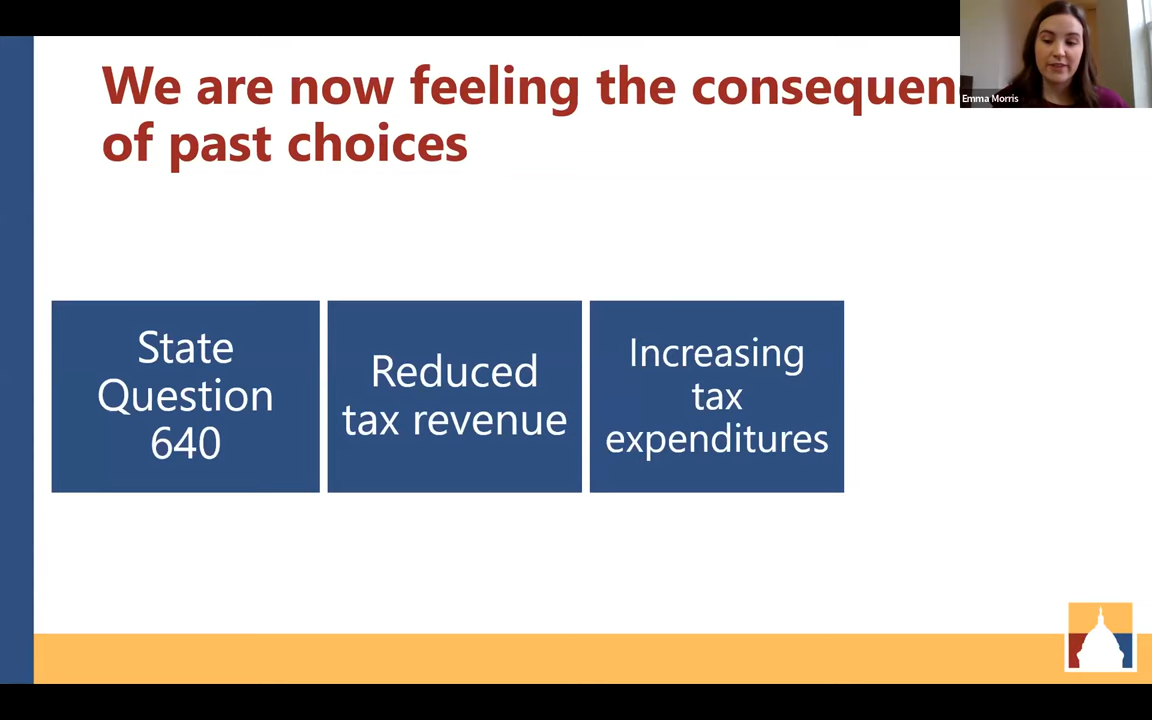 We are now feeling the consequen
of past choices
Emma Morris
State
Question
640
Reduced
tax revenue
Increasing
tax
expenditures